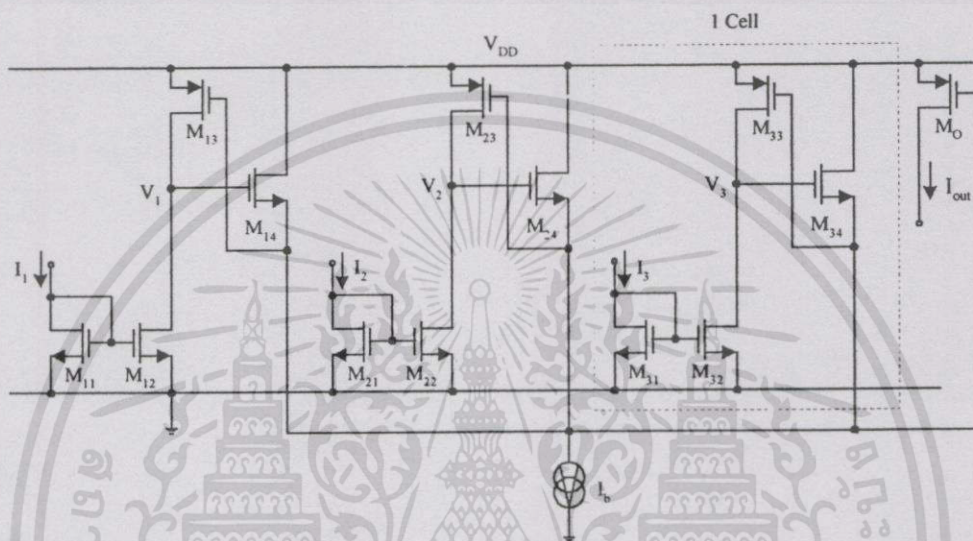 1 Cell
V_DD
M_13
M_23
M_33
M_O
V_1
V_2
V_3
I_out
M_14
M_24
M_34
I_1
I_2
I_3
M_11
M_12
M_21
M_22
M_31
M_32
I_b